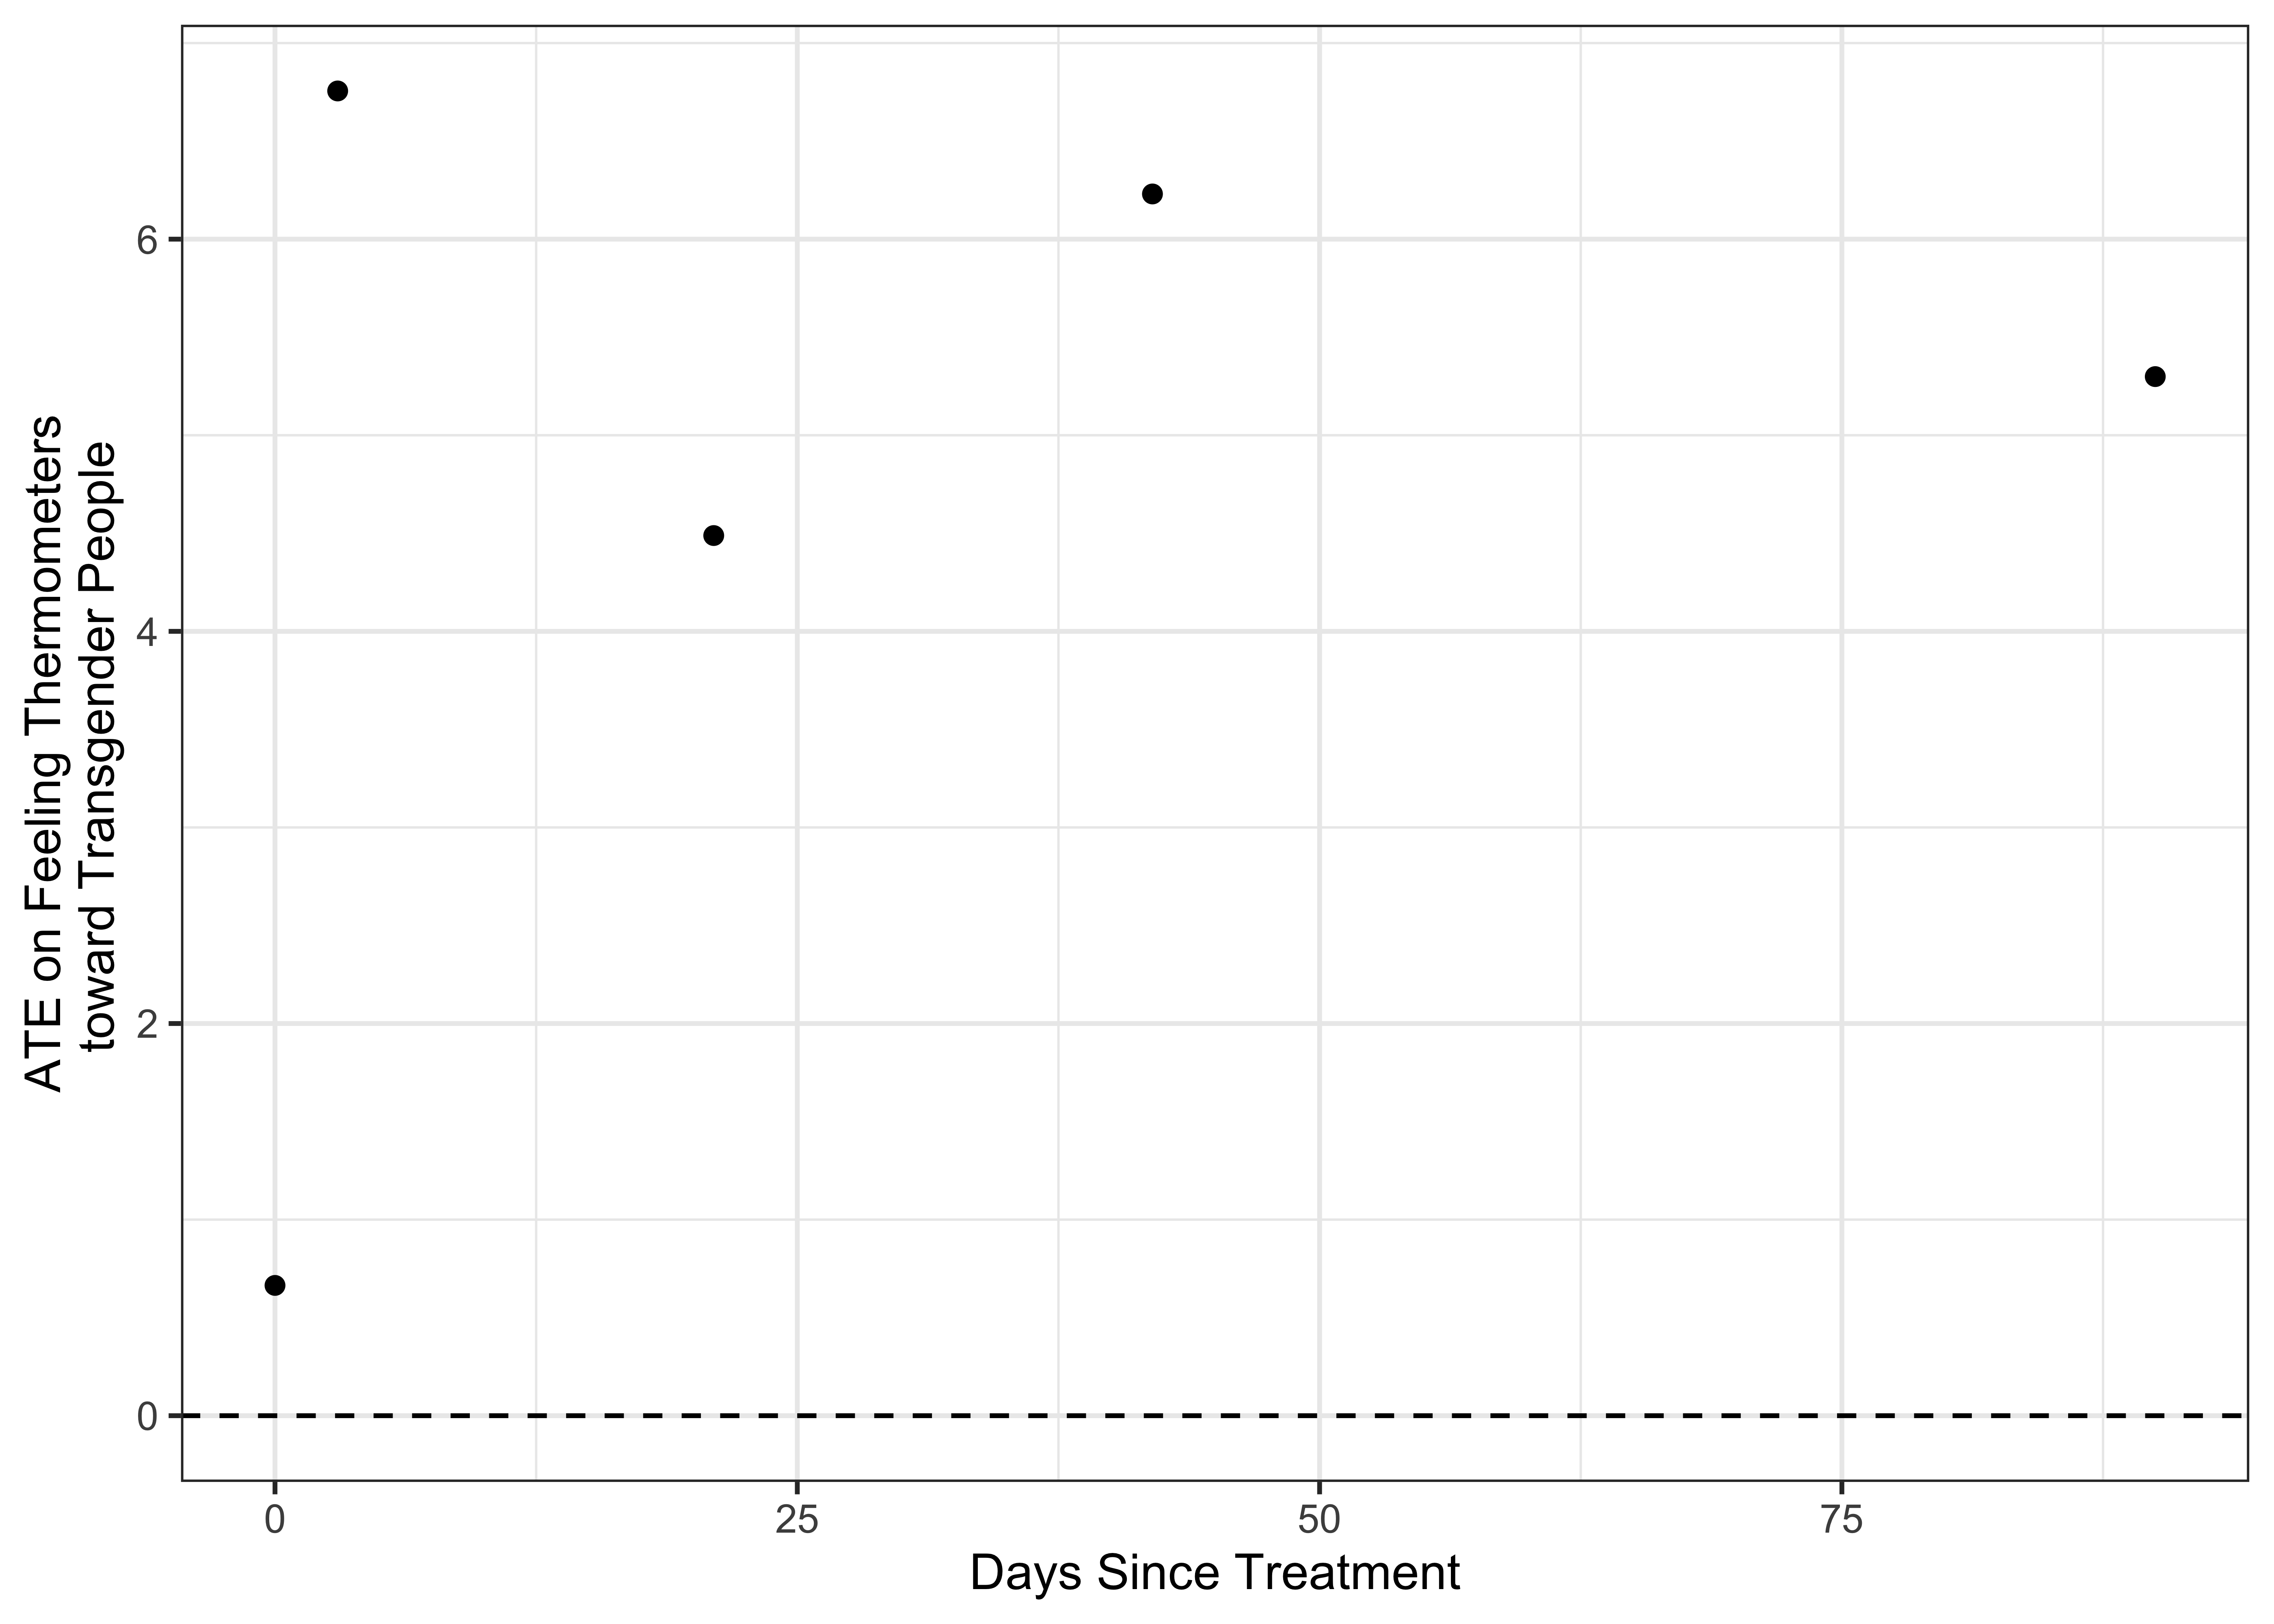 ATE on Feeling Thermometers
toward Transgender People
6
4
2
0
0 25 50 75
Days Since Treatment